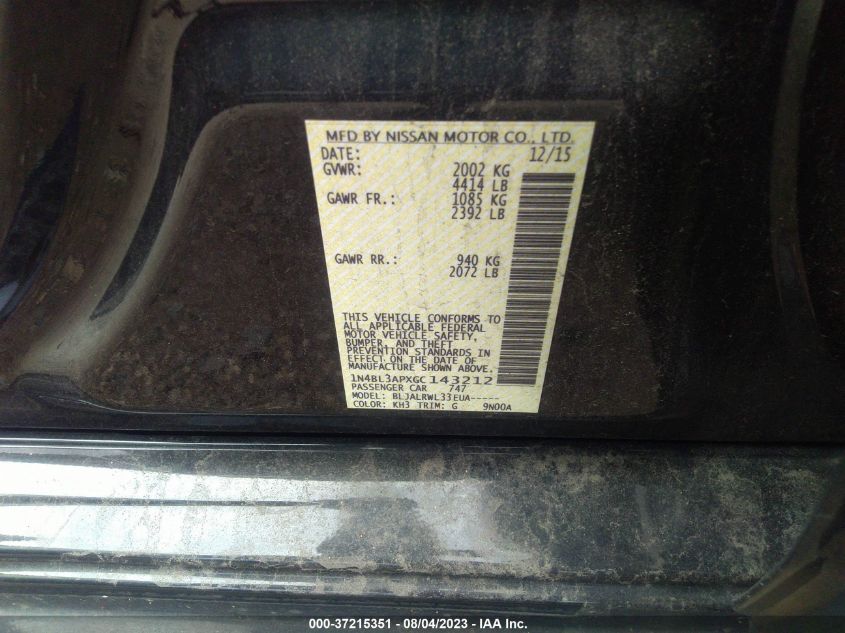 MFD BY NISSAN MOTOR CO., LTD.
DATE: 12/15
GVWR: 2002 KG
4414 LB
GAWR FR.: 1085 KG
2392 LB
GAWR RR.: 940 KG
2072 LB
THIS VEHICLE CONFORMS TO
ALL APPLICABLE FEDERAL
MOTOR VEHICLE SAFETY,
BUMPER, AND THEFT
PREVENTION STANDARDS IN
EFFECT ON THE DATE OF
MANUFACTURE SHOWN ABOVE.
1N4BL3APXGC143212
PASSENGER CAR 747
MODEL: BLJALRWL33EUA-----
COLOR: KH3 TRIM: G 9N00A
000-37215351 - 08/04/2023 - IAA Inc.